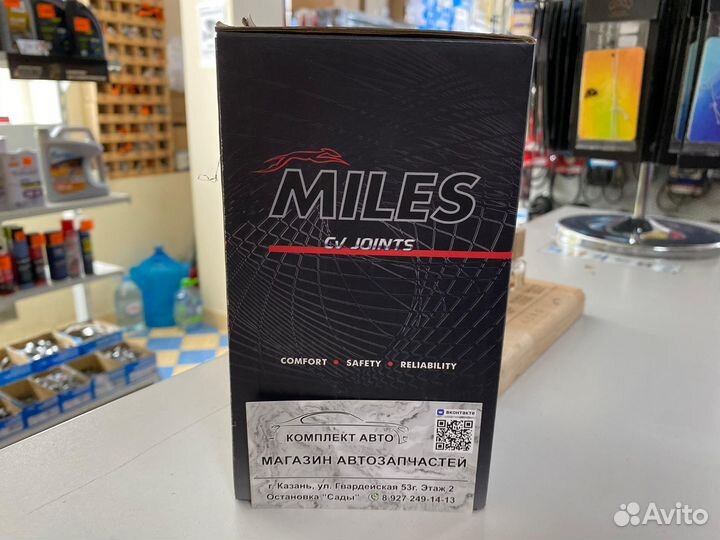 MILES
CV JOINTS
COMFORT • SAFETY • RELIABILITY
ВКОНТАКТЕ
КОМПЛЕКТ АВТО
МАГАЗИН АВТОЗАПЧАСТЕЙ
г. Казань, ул. Гвардейская 53г, Этаж 2
Остановка "Сады" 8 927 249-14-13
Avito